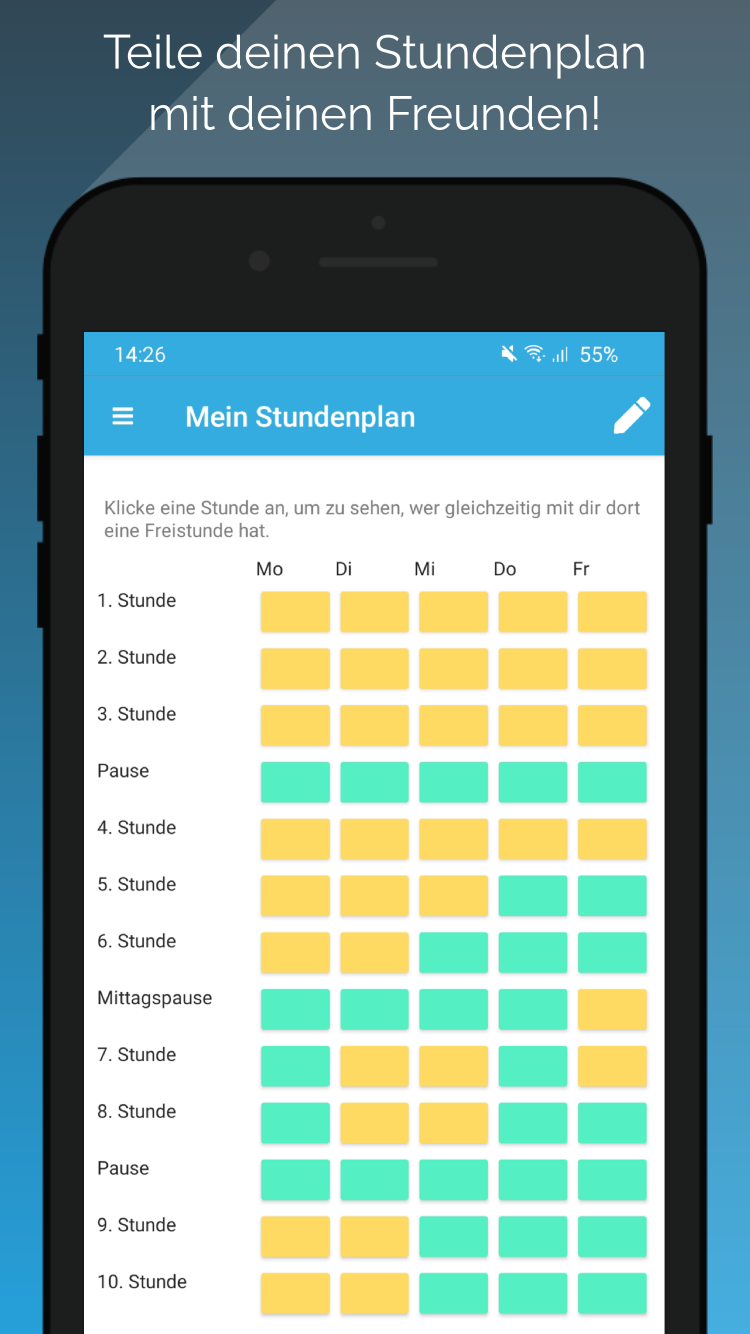 Teile deinen Stundenplan
mit deinen Freunden!
14:26 55%
Mein Stundenplan
Klicke eine Stunde an, um zu sehen, wer gleichzeitig mit dir dort
eine Freistunde hat.
Mo Di Mi Do Fr
1. Stunde
2. Stunde
3. Stunde
Pause
4. Stunde
5. Stunde
6. Stunde
Mittagspause
7. Stunde
8. Stunde
Pause
9. Stunde
10. Stunde